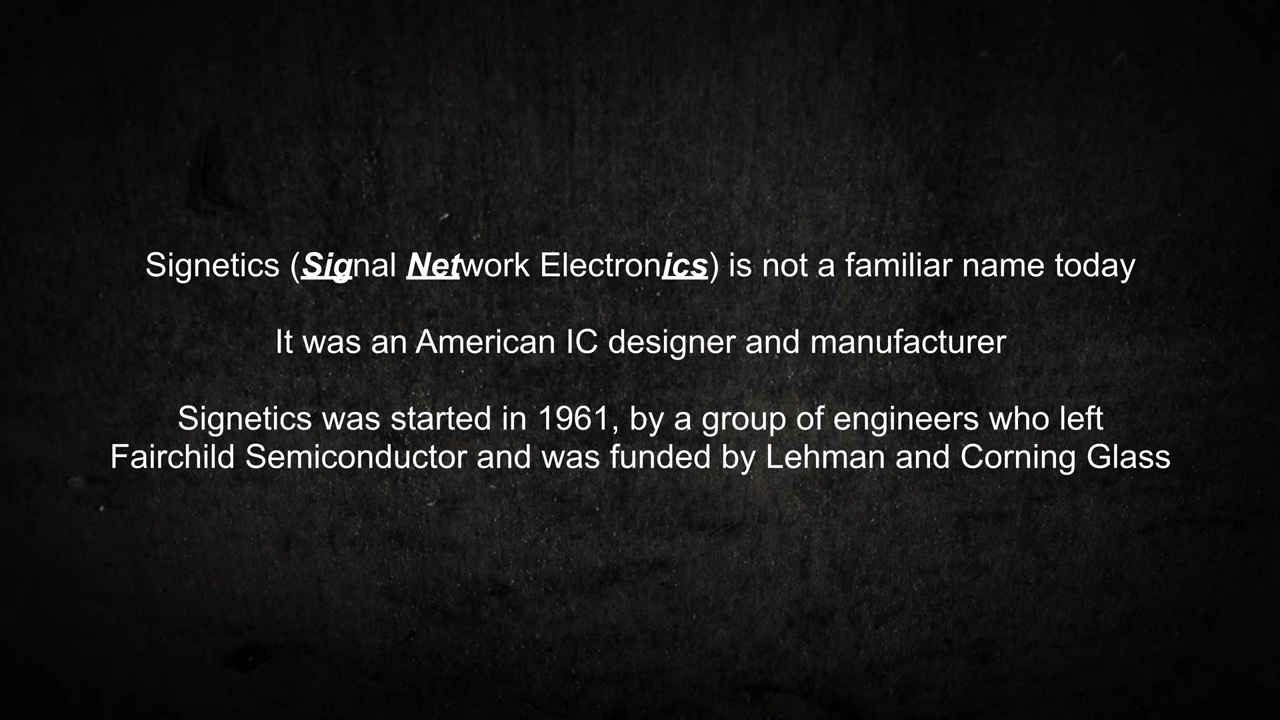 Signetics (Signal Network Electronics) is not a familiar name today
It was an American IC designer and manufacturer
Signetics was started in 1961, by a group of engineers who left
Fairchild Semiconductor and was funded by Lehman and Corning Glass